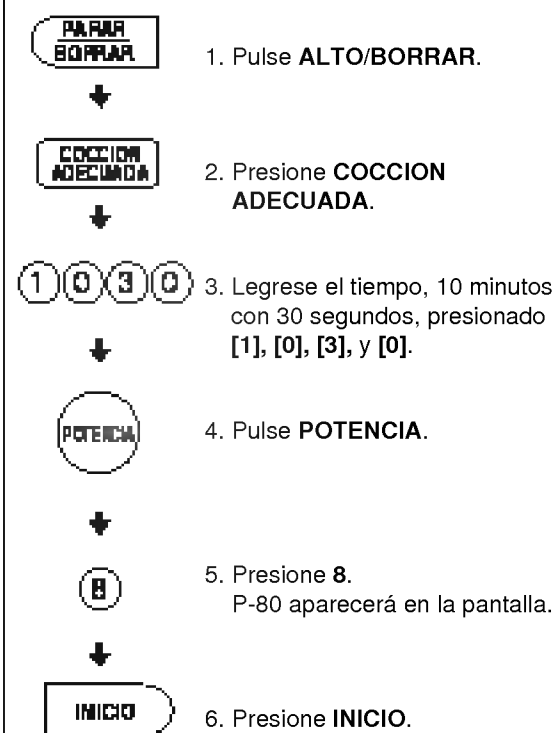 PARAR
BORRAR
1. Pulse ALTO/BORRAR.
COCCION
ADECUADA
2. Presione COCCION
ADECUADA.
1 0 3 0
3. Legrese el tiempo, 10 minutos
con 30 segundos, presionado
[1], [0], [3], y [0].
POTENCIA
4. Pulse POTENCIA.
8
5. Presione 8.
P-80 aparecerá en la pantalla.
INICIO
6. Presione INICIO.